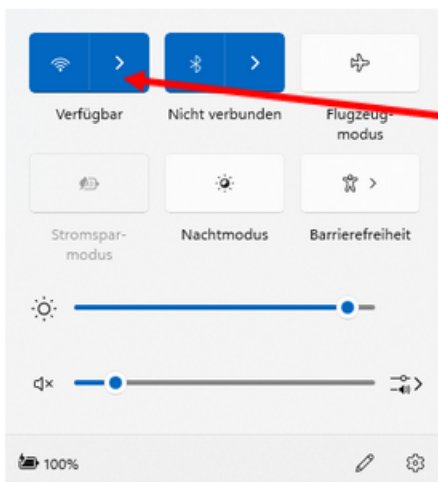 Verfügbar
Nicht verbunden
Flugzeug-
modus
Stromspar-
modus
Nachtmodus
Barrierefreiheit
100%